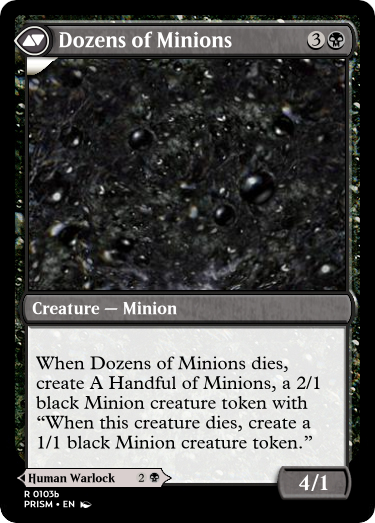 Dozens of Minions 3
Creature — Minion
When Dozens of Minions dies,
create A Handful of Minions, a 2/1
black Minion creature token with
“When this creature dies, create a
1/1 black Minion creature token.”
Human Warlock 2
4/1
R 0103b
PRISM • EN